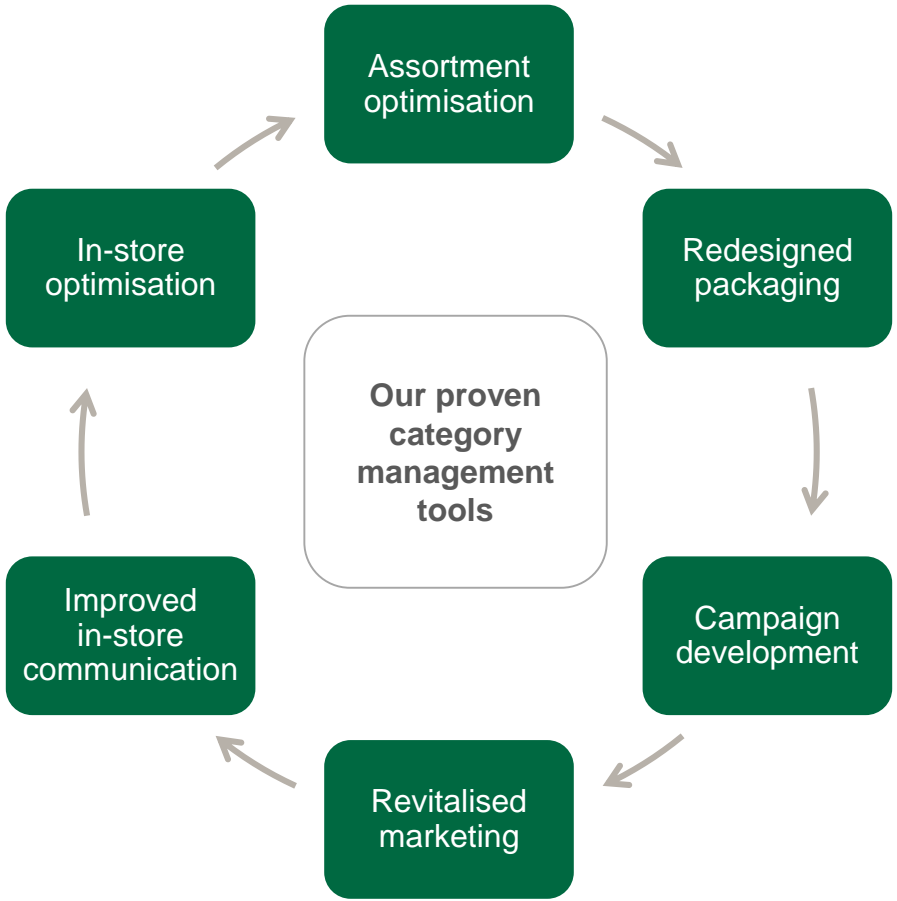 Assortment
optimisation
Redesigned
packaging
Campaign
development
Revitalised
marketing
Improved
in-store
communication
In-store
optimisation
Our proven
category
management
tools